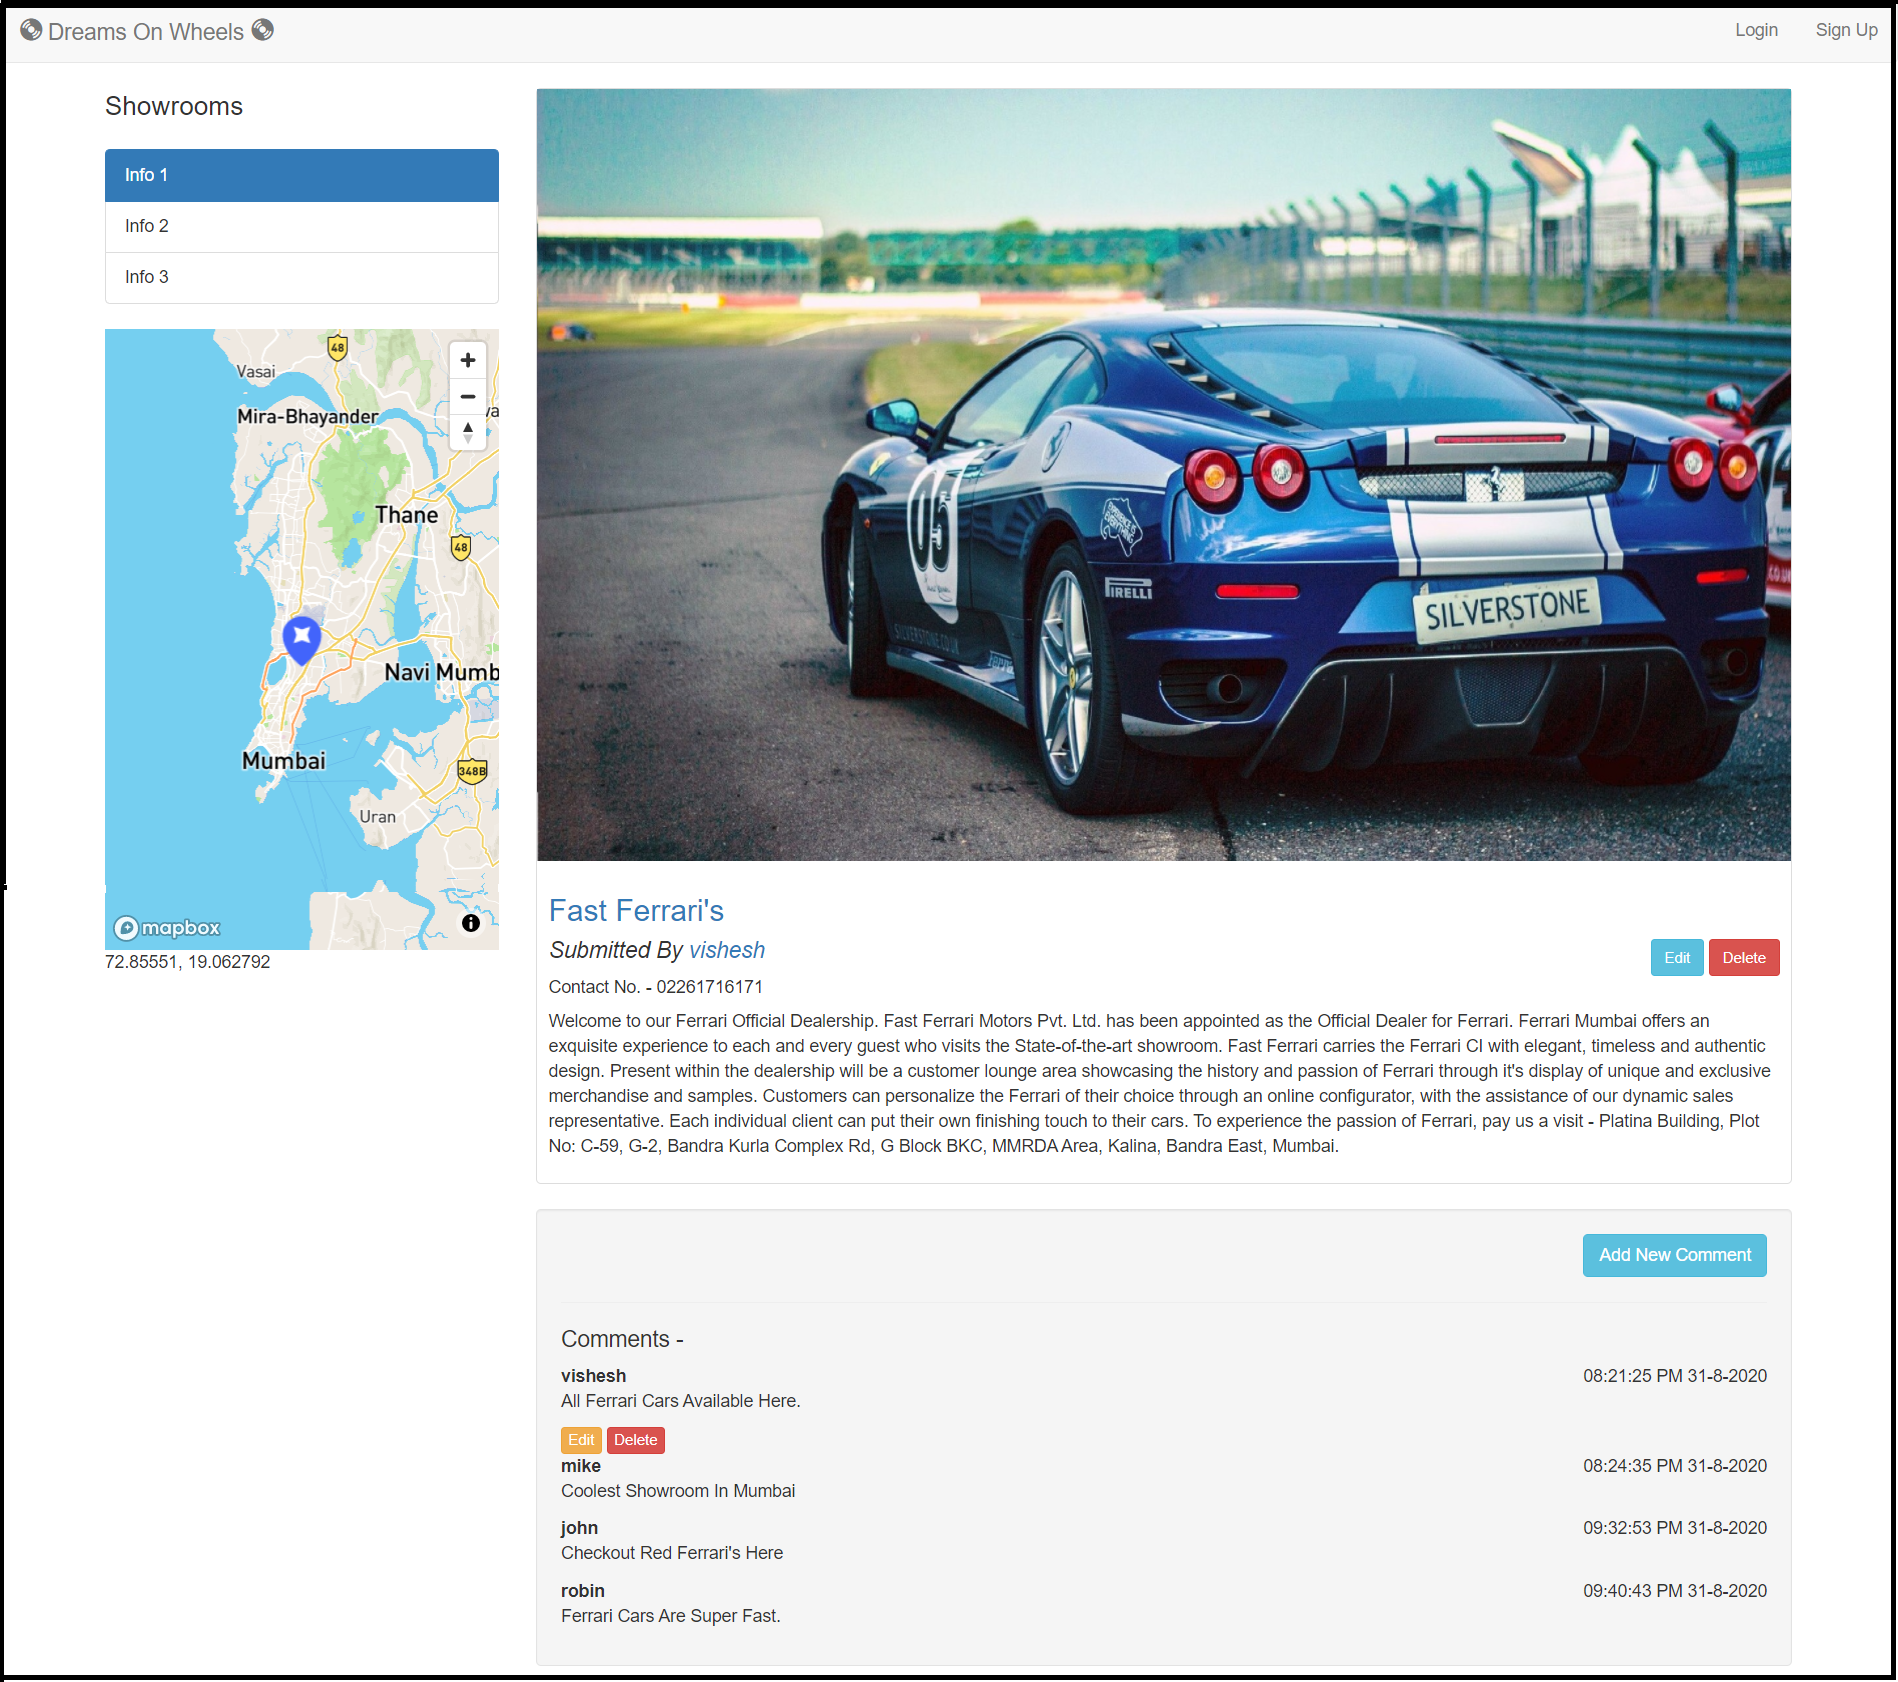 Dreams On Wheels
Login
Sign Up
Showrooms
Info 1
Info 2
Info 3
48
Vasai
Mira-Bhayander
Thane
48
Navi Mumb
Mumbai
348B
Uran
mapbox
72.85551, 19.062792
05
EXPERIENCE IS EVERYTHING
PIRELLI
SILVERSTONE.CO.UK
Ferrari
SILVERSTONE
Fast Ferrari's
Submitted By vishesh
Edit
Delete
Contact No. - 02261716171
Welcome to our Ferrari Official Dealership. Fast Ferrari Motors Pvt. Ltd. has been appointed as the Official Dealer for Ferrari. Ferrari Mumbai offers an
exquisite experience to each and every guest who visits the State-of-the-art showroom. Fast Ferrari carries the Ferrari CI with elegant, timeless and authentic
design. Present within the dealership will be a customer lounge area showcasing the history and passion of Ferrari through it's display of unique and exclusive
merchandise and samples. Customers can personalize the Ferrari of their choice through an online configurator, with the assistance of our dynamic sales
representative. Each individual client can put their own finishing touch to their cars. To experience the passion of Ferrari, pay us a visit - Platina Building, Plot
No: C-59, G-2, Bandra Kurla Complex Rd, G Block BKC, MMRDA Area, Kalina, Bandra East, Mumbai.
Add New Comment
Comments -
vishesh 08:21:25 PM 31-8-2020
All Ferrari Cars Available Here.
Edit Delete
mike 08:24:35 PM 31-8-2020
Coolest Showroom In Mumbai
john 09:32:53 PM 31-8-2020
Checkout Red Ferrari's Here
robin 09:40:43 PM 31-8-2020
Ferrari Cars Are Super Fast.